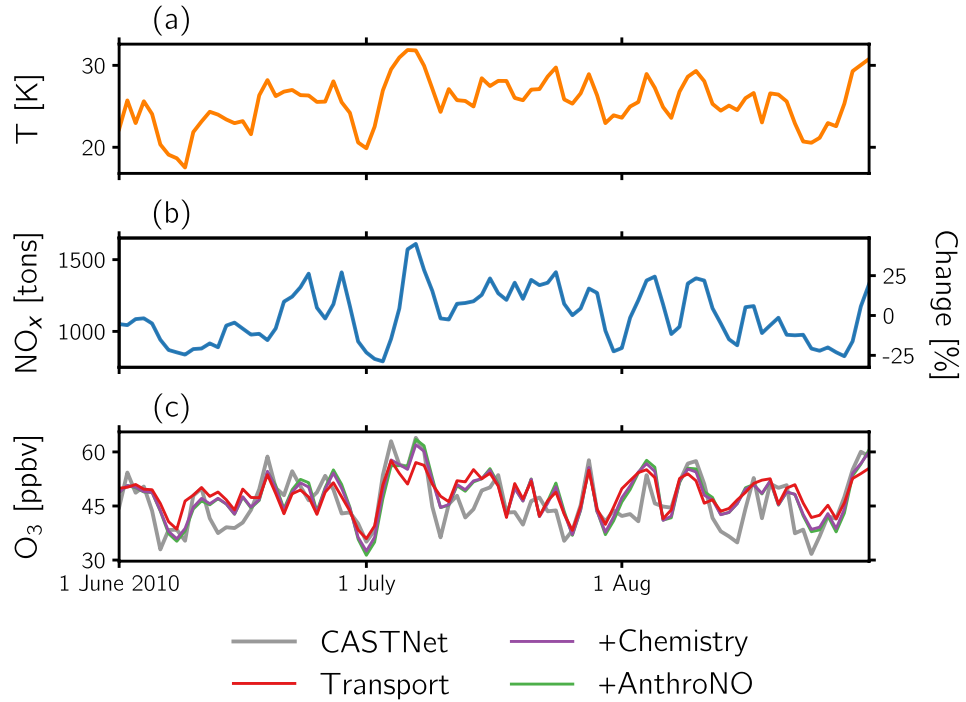 (a)
30
20
T [K]
(b)
1500
1000
NOx [tons]
25
0
-25
Change [%]
(c)
60
45
30
O3 [ppbv]
1 June 2010 1 July 1 Aug
CASTNet +Chemistry
Transport +AnthroNO